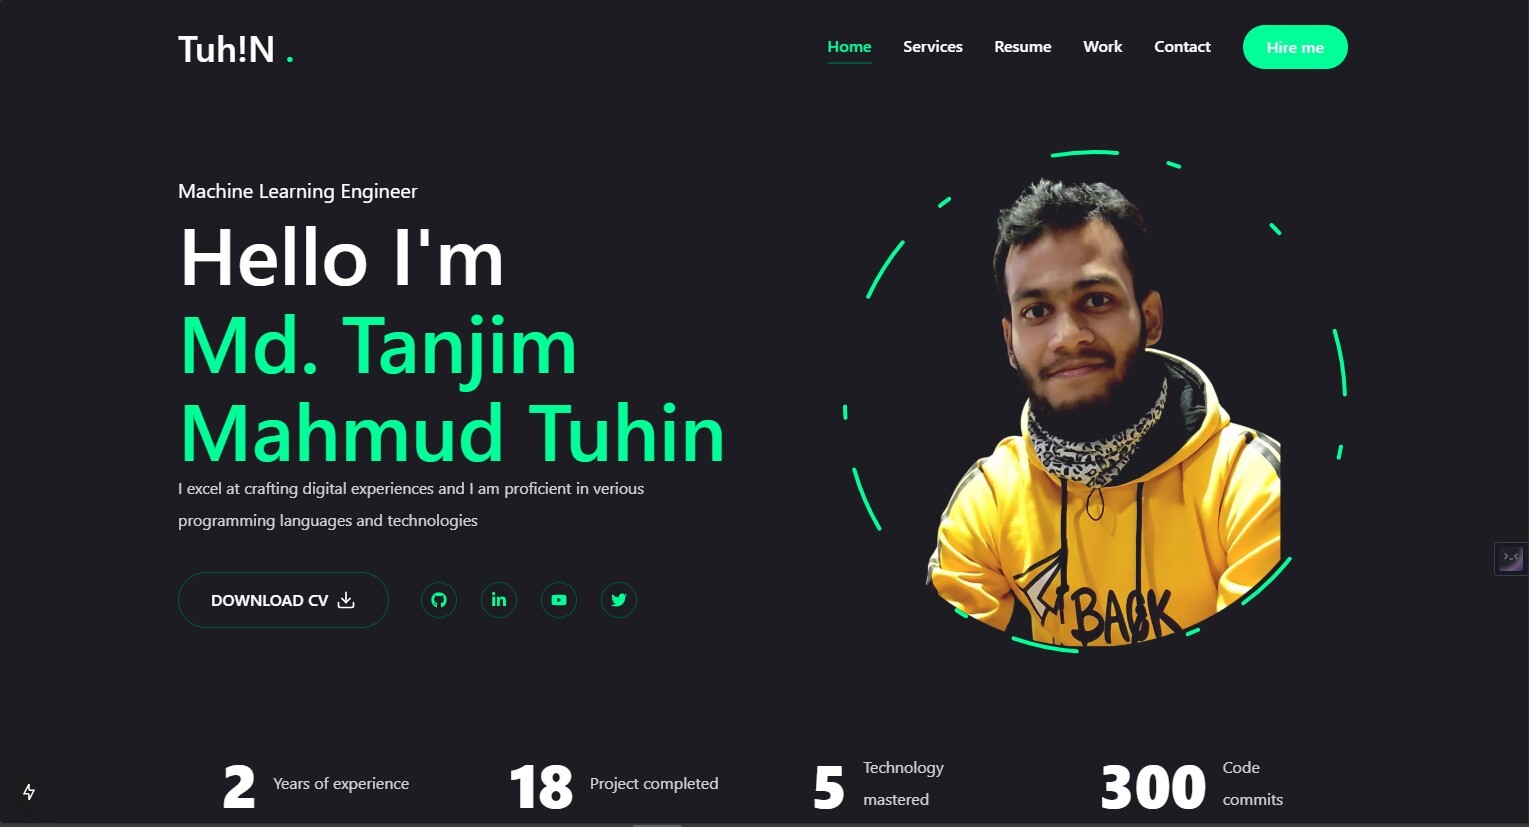 Tuh!N .
Home Services Resume Work Contact Hire me
Machine Learning Engineer
Hello I'm
Md. Tanjim
Mahmud Tuhin
I excel at crafting digital experiences and I am proficient in verious
programming languages and technologies
DOWNLOAD CV
in
BACK
2 Years of experience
18 Project completed
5 Technology
mastered
300 Code
commits